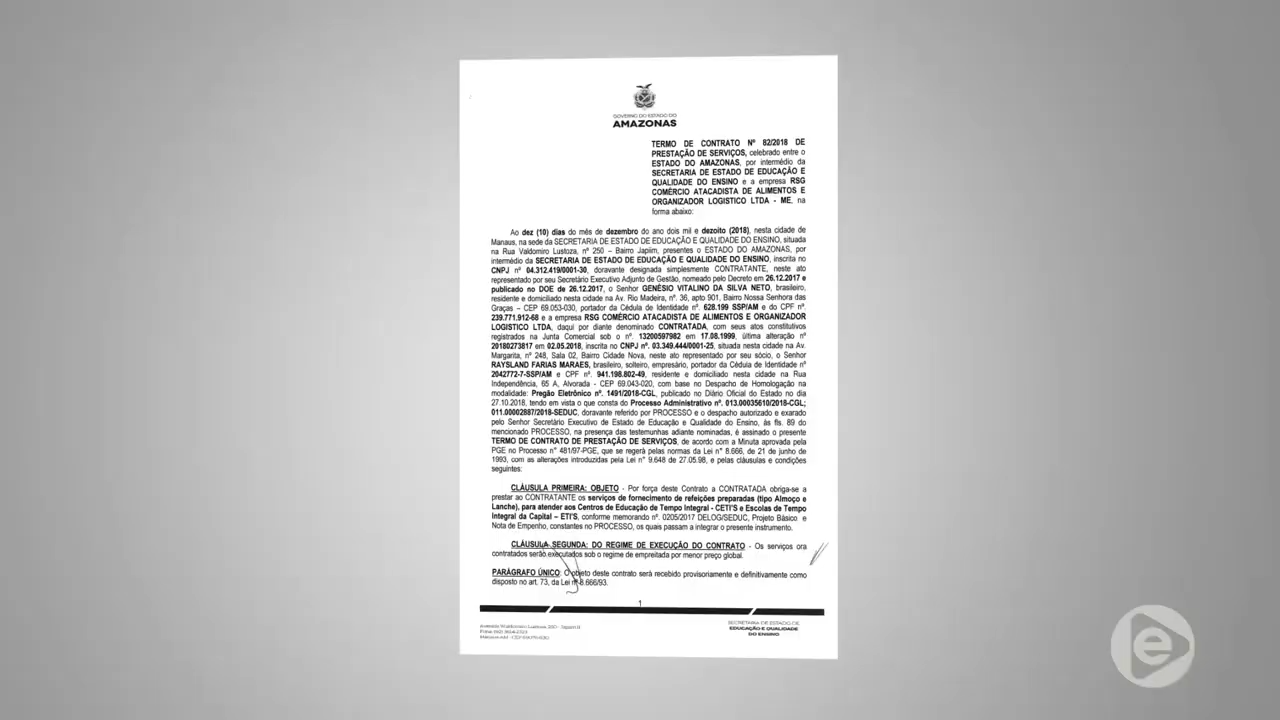 GOVERNO DO ESTADO DO
AMAZONAS
TERMO DE CONTRATO Nº 82/2018 DE
PRESTAÇÃO DE SERVIÇOS, celebrado entre o
ESTADO DO AMAZONAS, por intermédio da
SECRETARIA DE ESTADO DE EDUCAÇÃO E
QUALIDADE DO ENSINO e a empresa RSG
COMÉRCIO ATACADISTA DE ALIMENTOS E
ORGANIZADOR LOGISTICO LTDA - ME, na
forma abaixo:
Ao dez (10) dias do mês de dezembro do ano dois mil e dezoito (2018), nesta cidade de
Manaus, na sede da SECRETARIA DE ESTADO DE EDUCAÇÃO E QUALIDADE DO ENSINO, situada
na Rua Valdomiro Lustoza, nº 250 – Bairro Japiim, presentes o ESTADO DO AMAZONAS, por
intermédio da SECRETARIA DE ESTADO DE EDUCAÇÃO E QUALIDADE DO ENSINO, inscrita no
CNPJ nº 04.312.419/0001-30, doravante designada simplesmente CONTRATANTE, neste ato
representado por seu Secretário Executivo Adjunto de Gestão, nomeado pelo Decreto em 26.12.2017 e
publicado no DOE de 26.12.2017, o Senhor GENÉSIO VITALINO DA SILVA NETO, brasileiro,
residente e domiciliado nesta cidade na Av. Rio Madeira, nº. 36, apto 901, Bairro Nossa Senhora das
Graças – CEP 69.053-030, portador da Cédula de Identidade nº. 628.199 SSP/AM e do CPF nº.
239.771.912-68 e a empresa RSG COMÉRCIO ATACADISTA DE ALIMENTOS E ORGANIZADOR
LOGISTICO LTDA, daqui por diante denominado CONTRATADA, com seus atos constitutivos
registrados na Junta Comercial sob o nº. 13200597982 em 17.08.1999, última alteração nº
20180273817 em 02.05.2018, inscrito no CNPJ nº. 03.349.444/0001-25, situada nesta cidade na Av.
Margarita, nº 248, Sala 02, Bairro Cidade Nova, neste ato representado por seu sócio, o Senhor
RAYSLAND FARIAS MARAES, brasileiro, solteiro, empresário, portador da Cédula de Identidade nº
2042772-7-SSP/AM e CPF nº. 941.198.802-49, residente e domiciliado nesta cidade na Rua
Independência, 65 A, Alvorada - CEP 69.043-020, com base no Despacho de Homologação na
modalidade: Pregão Eletrônico nº. 1491/2018-CGL, publicado no Diário Oficial do Estado no dia
27.10.2018, tendo em vista o que consta do Processo Administrativo nº. 013.00035610/2018-CGL;
011.00002887/2018-SEDUC, doravante referido por PROCESSO e o despacho autorizado e exarado
pelo Senhor Secretário Executivo de Estado de Educação e Qualidade do Ensino, às fls. 89 do
mencionado PROCESSO, na presença das testemunhas adiante nominadas, é assinado o presente
TERMO DE CONTRATO DE PRESTAÇÃO DE SERVIÇOS, de acordo com a Minuta aprovada pela
PGE no Processo n° 481/97-PGE, que se regerá pelas normas da Lei n° 8.666, de 21 de junho de
1993, com as alterações introduzidas pela Lei n° 9.648 de 27.05.98, e pelas cláusulas e condições
seguintes:
CLÁUSULA PRIMEIRA: OBJETO - Por força deste Contrato a CONTRATADA obriga-se a
prestar ao CONTRATANTE os serviços de fornecimento de refeições preparadas (tipo Almoço e
Lanche), para atender aos Centros de Educação de Tempo Integral - CETI'S e Escolas de Tempo
Integral da Capital – ETI'S, conforme memorando nº. 0205/2017 DELOG/SEDUC, Projeto Básico e
Nota de Empenho, constantes no PROCESSO, os quais passam a integrar o presente instrumento.
CLÁUSULA SEGUNDA: DO REGIME DE EXECUÇÃO DO CONTRATO - Os serviços ora
contratados serão executados sob o regime de empreitada por menor preço global.
PARÁGRAFO ÚNICO: O objeto deste contrato será recebido provisoriamente e definitivamente como
disposto no art. 73, da Lei nº 8.666/93.
1
SECRETARIA DE ESTADO DE
EDUCAÇÃO E QUALIDADE
DO ENSINO
e